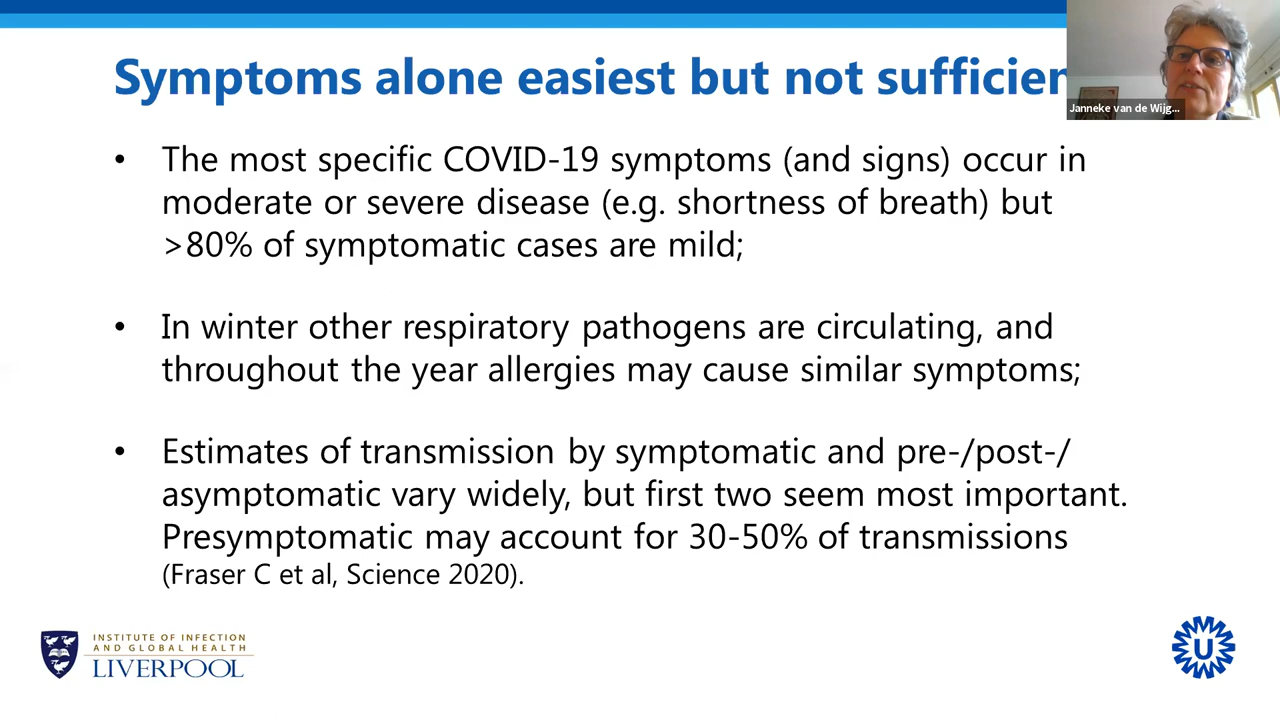 Symptoms alone easiest but not sufficien
Janneke van de Wijg...
• The most specific COVID-19 symptoms (and signs) occur in
moderate or severe disease (e.g. shortness of breath) but
>80% of symptomatic cases are mild;
• In winter other respiratory pathogens are circulating, and
throughout the year allergies may cause similar symptoms;
• Estimates of transmission by symptomatic and pre-/post-/
asymptomatic vary widely, but first two seem most important.
Presymptomatic may account for 30-50% of transmissions
(Fraser C et al, Science 2020).
INSTITUTE OF INFECTION
AND GLOBAL HEALTH
LIVERPOOL
U